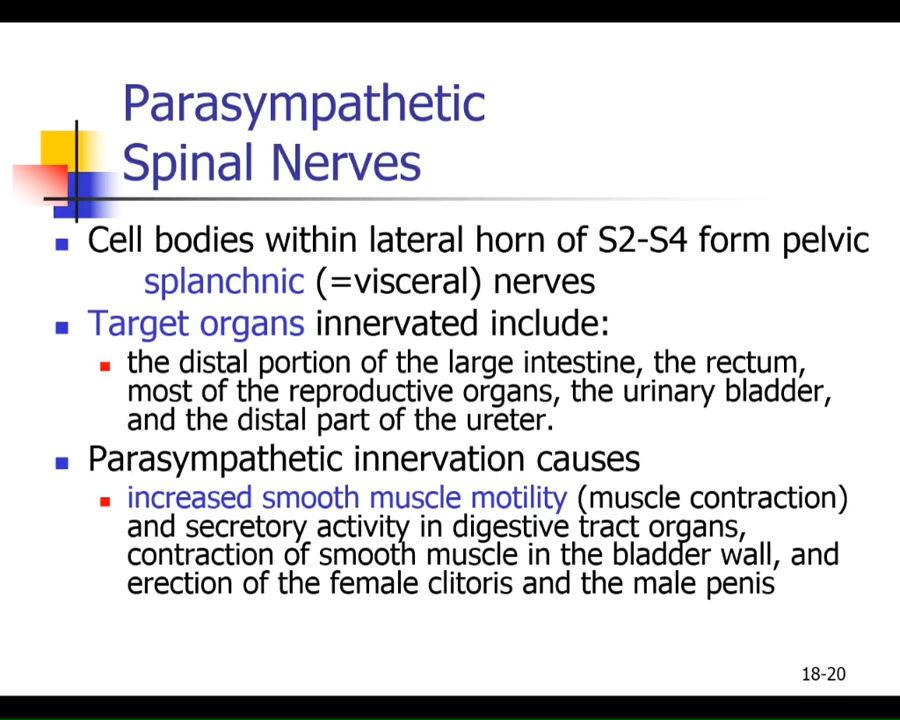 Parasympathetic
Spinal Nerves
Cell bodies within lateral horn of S2-S4 form pelvic
splanchnic (=visceral) nerves
Target organs innervated include:
the distal portion of the large intestine, the rectum,
most of the reproductive organs, the urinary bladder,
and the distal part of the ureter.
Parasympathetic innervation causes
increased smooth muscle motility (muscle contraction)
and secretory activity in digestive tract organs,
contraction of smooth muscle in the bladder wall, and
erection of the female clitoris and the male penis
18-20